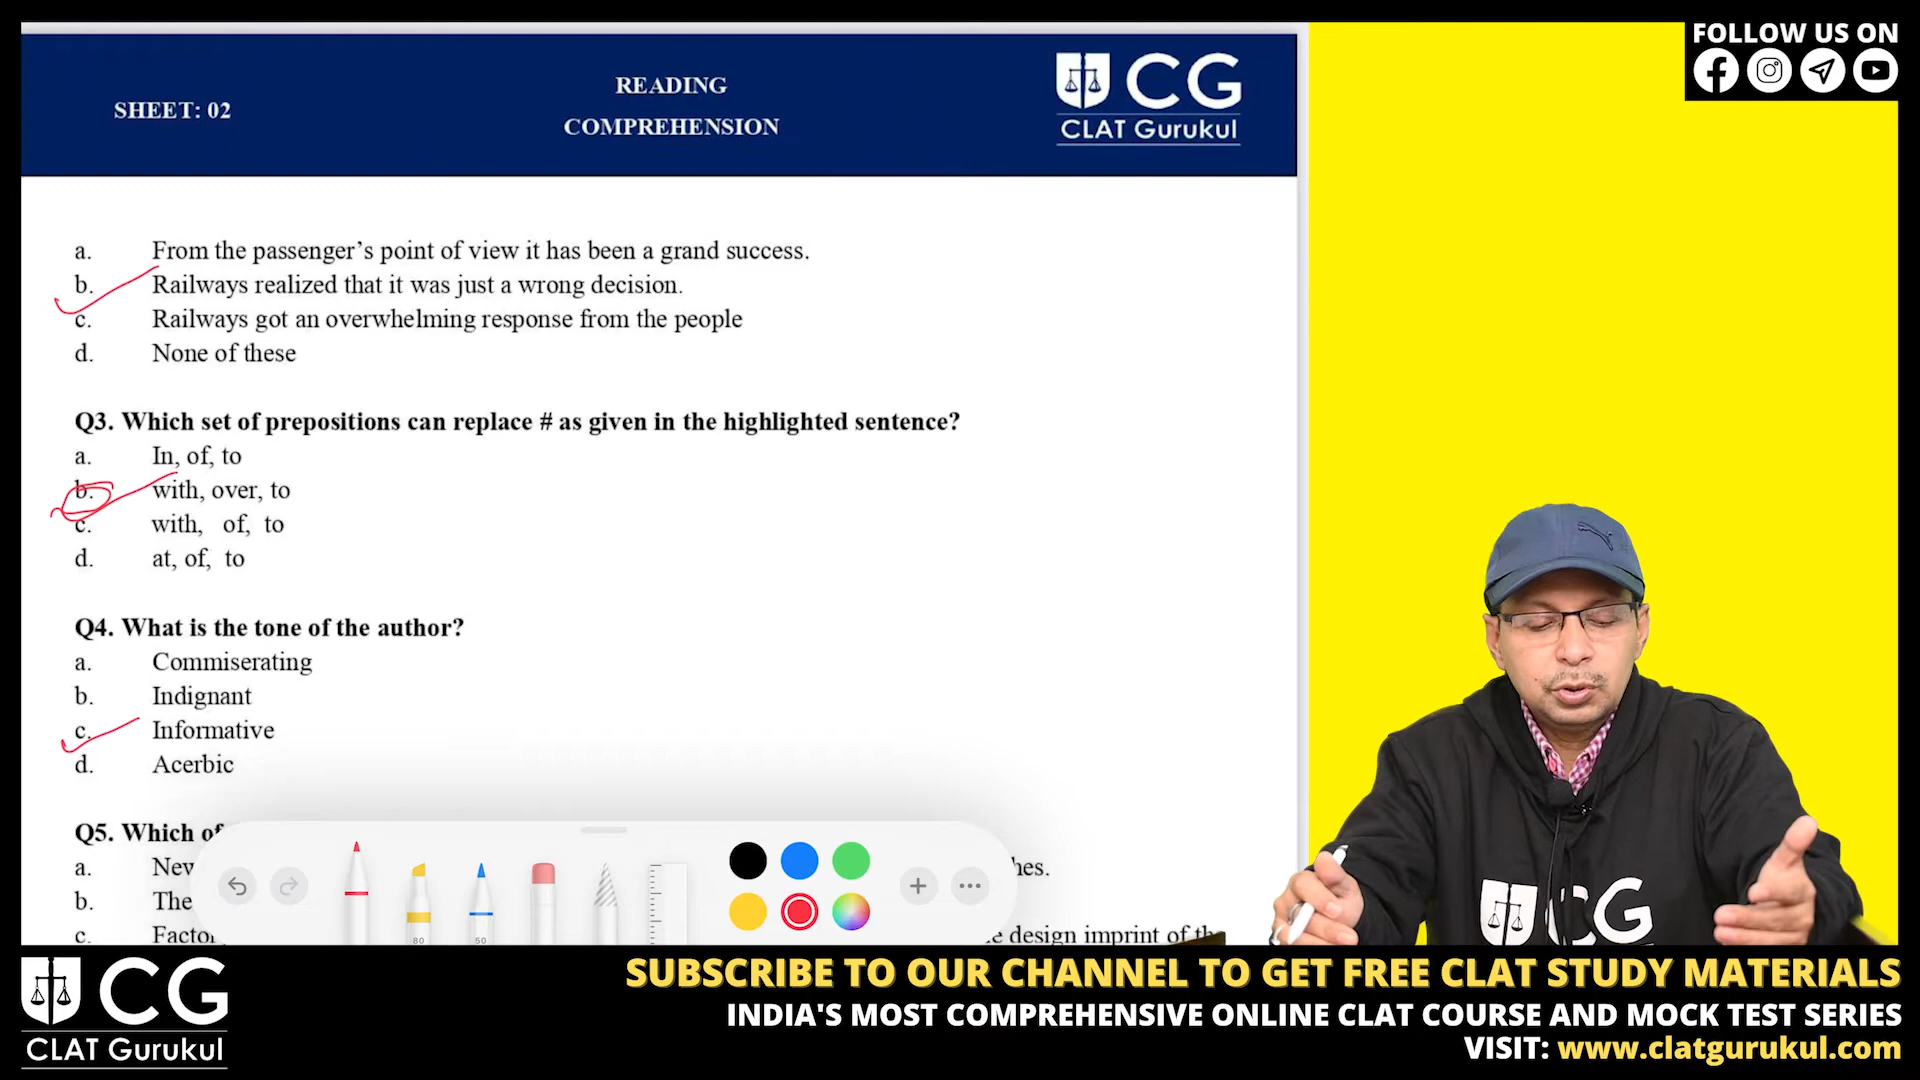 FOLLOW US ON
SHEET: 02
READING
COMPREHENSION
CG
CLAT Gurukul
a. From the passenger's point of view it has been a grand success.
b. Railways realized that it was just a wrong decision.
c. Railways got an overwhelming response from the people
d. None of these
Q3. Which set of prepositions can replace # as given in the highlighted sentence?
a. In, of, to
b. with, over, to
c. with, of, to
d. at, of, to
Q4. What is the tone of the author?
a. Commiserating
b. Indignant
c. Informative
d. Acerbic
Q5. Which of
a. New hes.
b. The
c. Factor design imprint of the
80
50
CG
CG
CLAT Gurukul
SUBSCRIBE TO OUR CHANNEL TO GET FREE CLAT STUDY MATERIALS
INDIA'S MOST COMPREHENSIVE ONLINE CLAT COURSE AND MOCK TEST SERIES
VISIT: www.clatgurukul.com